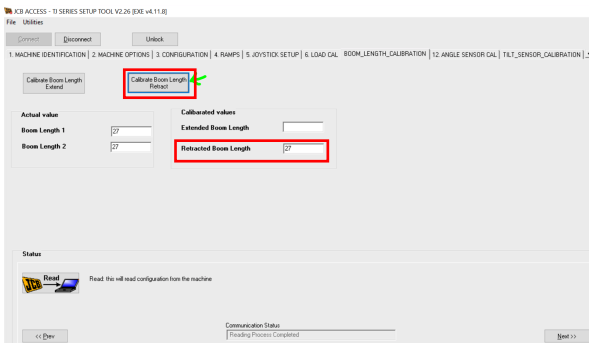 JCB ACCESS - TJ SERIES SETUP TOOL V2.26 [EXE v4.11.8]
File Utilities
Connect Disconnect Unlock
1. MACHINE IDENTIFICATION 2. MACHINE OPTIONS 3. CONFIGURATION 4. RAMPS 5. JOYSTICK SETUP 6. LOAD CAL BOOM_LENGTH_CALIBRATION 12. ANGLE SENSOR CAL TILT_SENSOR_CALIBRATION
Calibrate Boom Length
Extend
Calibrate Boom Length
Retract
Actual value
Boom Length 1 27
Boom Length 2 27
Calibarated values
Extended Boom Length
Retracted Boom Length 27
Status
JCB Read
Read: this will read configuration from the machine
Communication Status
Reading Process Completed
<< Prev
Next >>